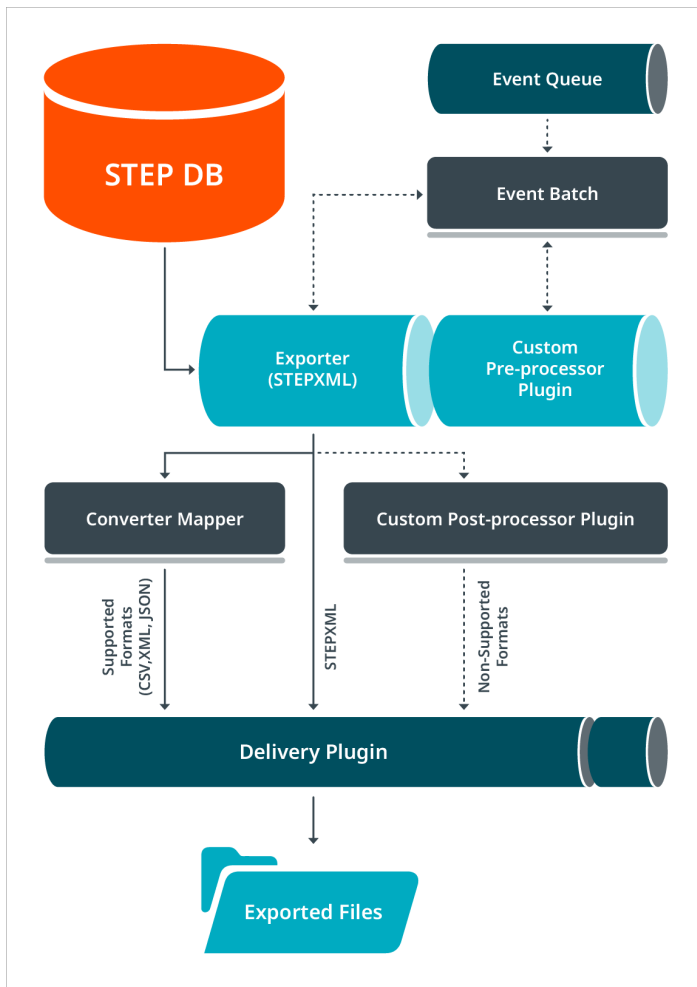 Event Queue
STEP DB
Event Batch
Exporter
(STEPXML)
Custom
Pre-processor
Plugin
Converter Mapper
Custom Post-processor Plugin
Supported
Formats
(CSV,XML, JSON)
STEPXML
Non-Supported
Formats
Delivery Plugin
Exported Files